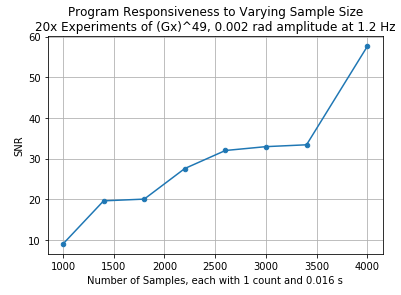 Program Responsiveness to Varying Sample Size
20x Experiments of (Gx)^49, 0.002 rad amplitude at 1.2 Hz
60
50
40
30
20
10
SNR
1000 1500 2000 2500 3000 3500 4000
Number of Samples, each with 1 count and 0.016 s